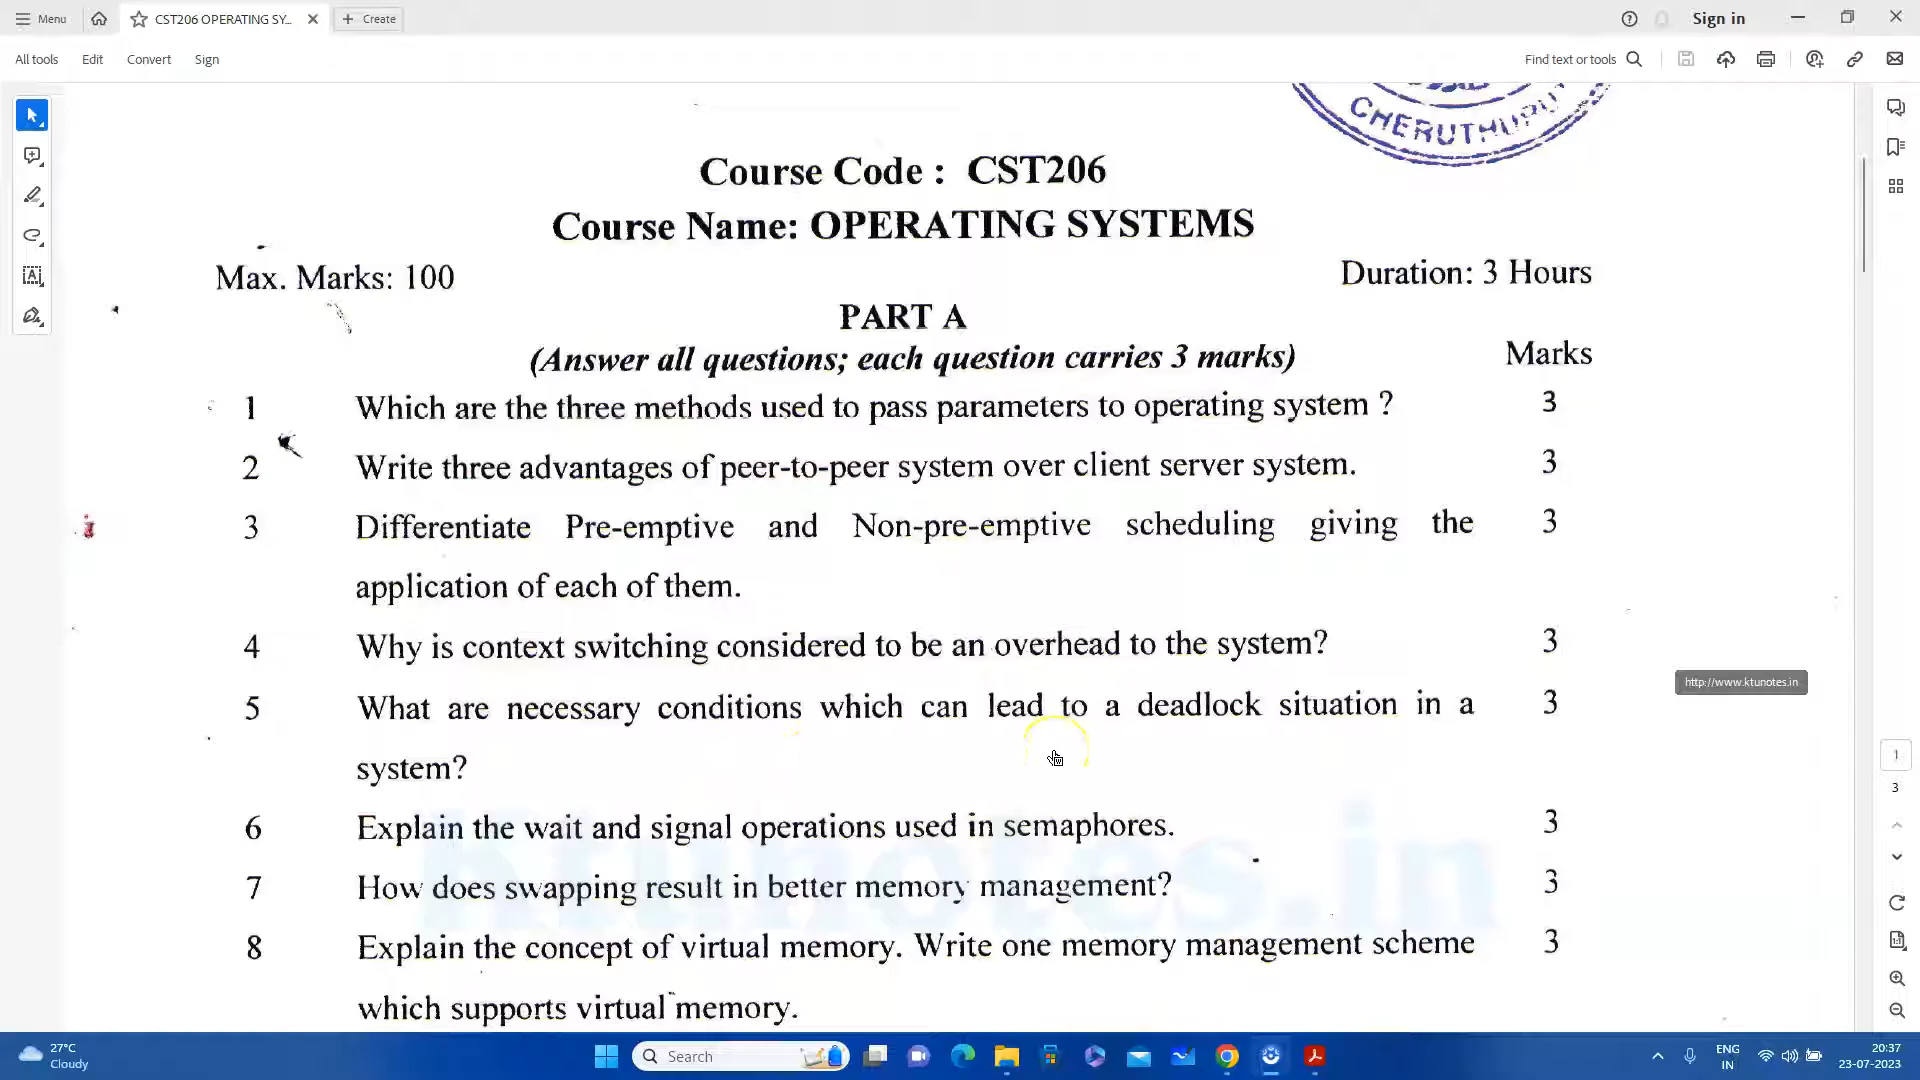 Menu
CST206 OPERATING SY...
Create
Sign in
All tools
Edit
Convert
Sign
Find text or tools
CHERUTHU
Course Code : CST206
Course Name: OPERATING SYSTEMS
Max. Marks: 100
Duration: 3 Hours
PART A
(Answer all questions; each question carries 3 marks)
Marks
1 Which are the three methods used to pass parameters to operating system ? 3
2 Write three advantages of peer-to-peer system over client server system. 3
3 Differentiate Pre-emptive and Non-pre-emptive scheduling giving the 3
application of each of them.
4 Why is context switching considered to be an overhead to the system? 3
http://www.ktunotes.in
5 What are necessary conditions which can lead to a deadlock situation in a 3
system?
1
3
6 Explain the wait and signal operations used in semaphores. 3
Ktunotes.in
7 How does swapping result in better memory management? 3
8 Explain the concept of virtual memory. Write one memory management scheme 3
which supports virtual memory.
27°C
Cloudy
Search
ENG
IN
20:37
23-07-2023